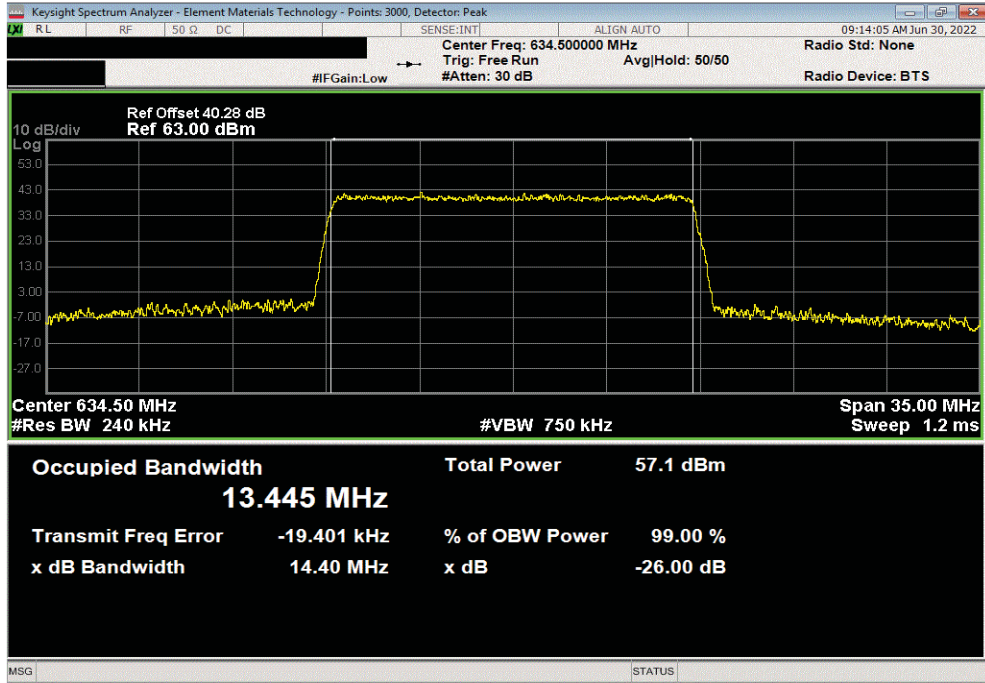 Keysight Spectrum Analyzer - Element Materials Technology - Points: 3000, Detector: Peak
LXI RL RF 50 Ω DC SENSE:INT ALIGN AUTO 09:14:05 AM Jun 30, 2022
Center Freq: 634.500000 MHz Radio Std: None
Trig: Free Run Avg|Hold: 50/50
#IFGain:Low #Atten: 30 dB Radio Device: BTS
Ref Offset 40.28 dB
10 dB/div Ref 63.00 dBm
Log
53.0
43.0
33.0
23.0
13.0
3.00
-7.00
-17.0
-27.0
Center 634.50 MHz Span 35.00 MHz
#Res BW 240 kHz #VBW 750 kHz Sweep 1.2 ms
Occupied Bandwidth Total Power 57.1 dBm
13.445 MHz
Transmit Freq Error -19.401 kHz % of OBW Power 99.00 %
x dB Bandwidth 14.40 MHz x dB -26.00 dB
MSG STATUS